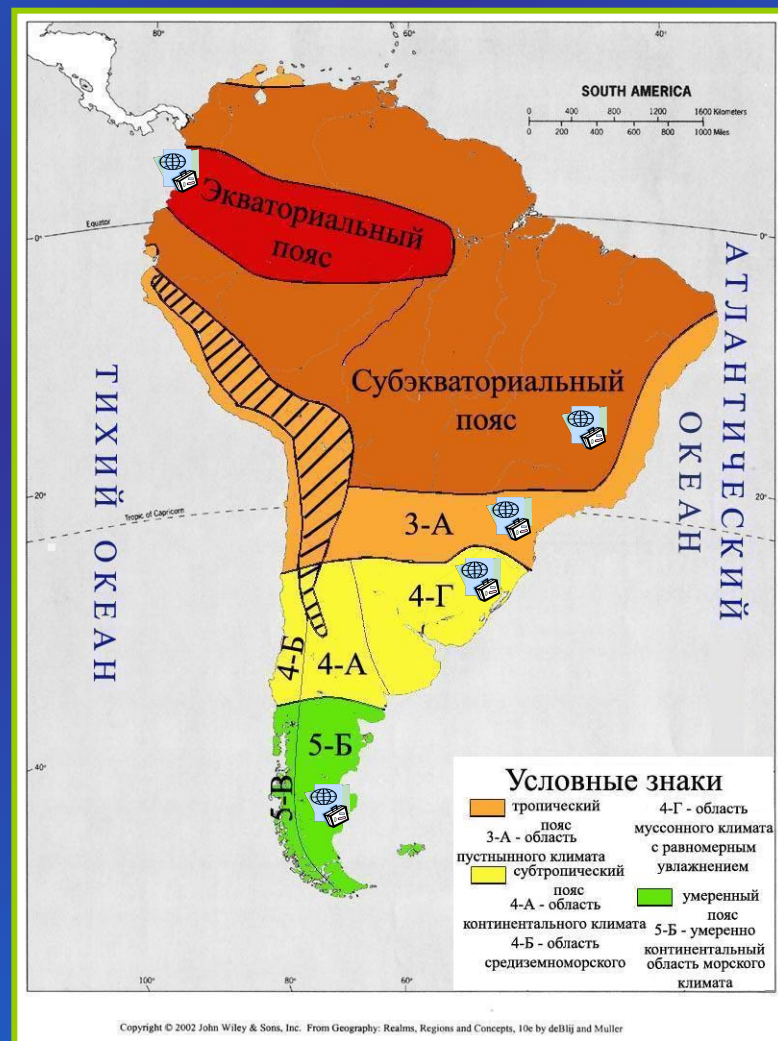 80°
60°
40°
SOUTH AMERICA
0 400 800 1200 1600 Kilometers
0 200 400 600 800 1000 Miles
Экваториальный
пояс
Equator
0°
0°
АТЛАНТИЧЕСКИЙ
ОКЕАН
ТИХИЙ ОКЕАН
Субэкваториальный
пояс
20°
20°
Tropic of Capricorn
3-А
4-Г
4-Б
4-А
5-Б
5-В
40°
Условные знаки
тропический
пояс
3-А - область
пустнынного климата
субтропический
пояс
4-А - область
континентального климата
4-Б - область
средиземноморского
4-Г - область
муссонного климата
с равномерным
увлажнением
умеренный
пояс
5-Б - умеренно
континентальный
область морского
климата
100°
80°
60°
40°
Copyright © 2002 John Wiley & Sons, Inc. From Geography: Realms, Regions and Concepts, 10e by deBlij and Muller